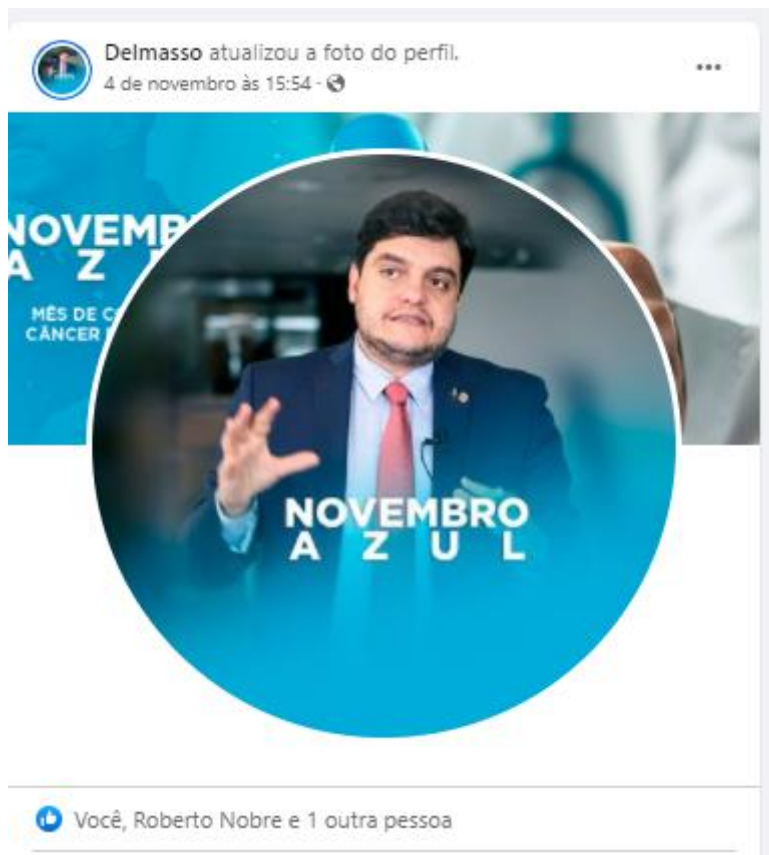 Delmasso atualizou a foto do perfil.
4 de novembro às 15:54 ·
NOVEMB
A Z
MÊS DE C
CÂNCER
NOVEMBRO
A Z U L
Você, Roberto Nobre e 1 outra pessoa